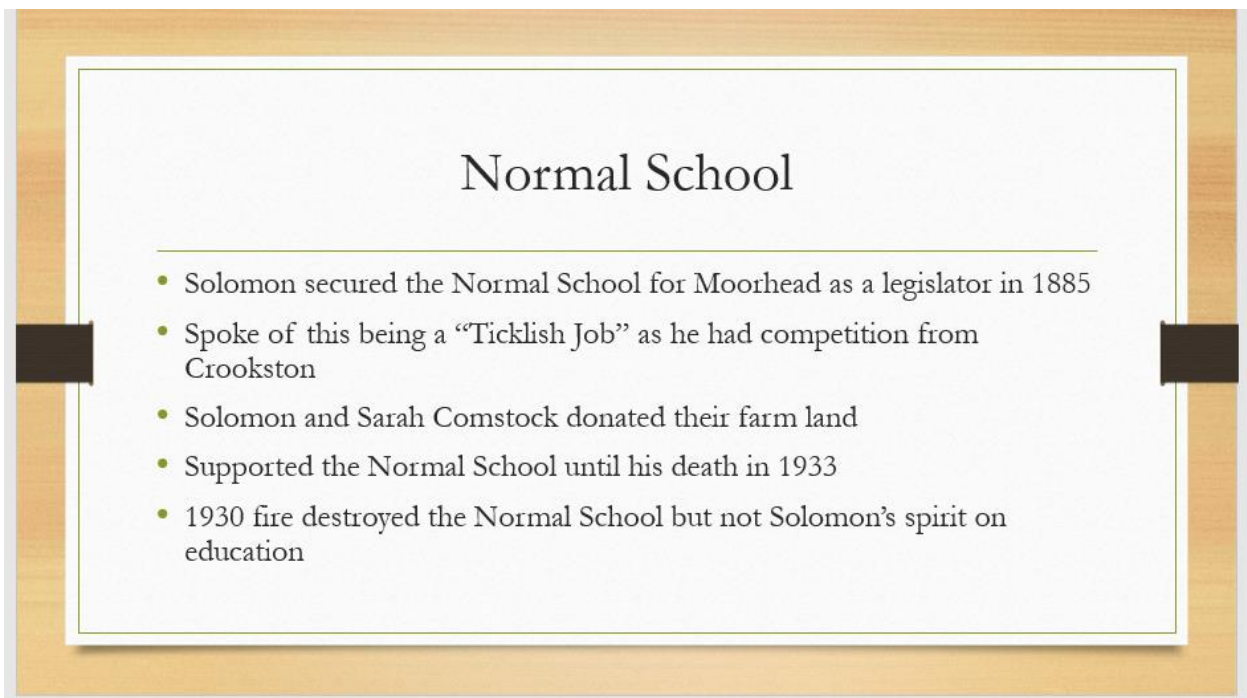 Normal School
• Solomon secured the Normal School for Moorhead as a legislator in 1885
• Spoke of this being a “Ticklish Job” as he had competition from
Crookston
• Solomon and Sarah Comstock donated their farm land
• Supported the Normal School until his death in 1933
• 1930 fire destroyed the Normal School but not Solomon’s spirit on
education